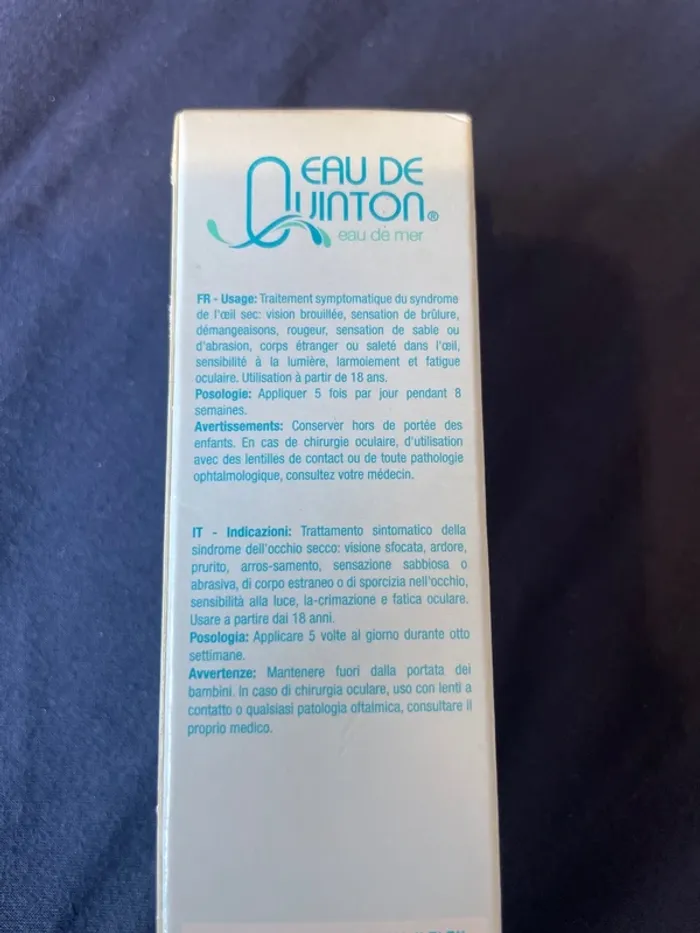 EAU DE
QUINTON®
eau de mer
FR - Usage: Traitement symptomatique du syndrome
de l'œil sec: vision brouillée, sensation de brûlure,
démangeaisons, rougeur, sensation de sable ou
d'abrasion, corps étranger ou saleté dans l'œil,
sensibilité à la lumière, larmoiement et fatigue
oculaire. Utilisation à partir de 18 ans.
Posologie: Appliquer 5 fois par jour pendant 8
semaines.
Avertissements: Conserver hors de portée des
enfants. En cas de chirurgie oculaire, d'utilisation
avec des lentilles de contact ou de toute pathologie
ophtalmologique, consultez votre médecin.
IT - Indicazioni: Trattamento sintomatico della
sindrome dell'occhio secco: visione sfocata, ardore,
prurito, arros-samento, sensazione sabbiosa o
abrasiva, di corpo estraneo o di sporcizia nell'occhio,
sensibilità alla luce, la-crimazione e fatica oculare.
Usare a partire dai 18 anni.
Posologia: Applicare 5 volte al giorno durante otto
settimane.
Avvertenze: Mantenere fuori dalla portata dei
bambini. In caso di chirurgia oculare, uso con lenti a
contatto o qualsiasi patologia oftalmica, consultare il
proprio medico.